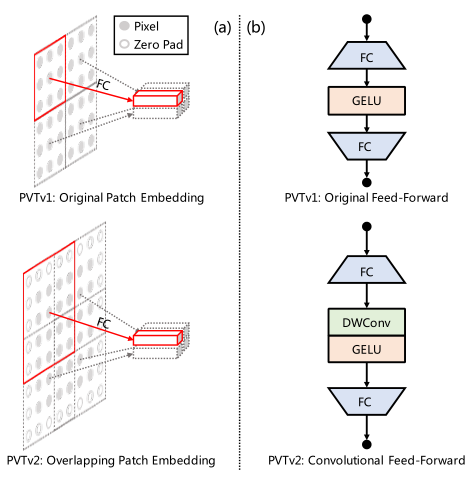 Pixel
Zero Pad
(a)
FC
PVTv1: Original Patch Embedding
FC
PVTv2: Overlapping Patch Embedding
(b)
FC
GELU
FC
PVTv1: Original Feed-Forward
FC
DWConv
GELU
FC
PVTv2: Convolutional Feed-Forward